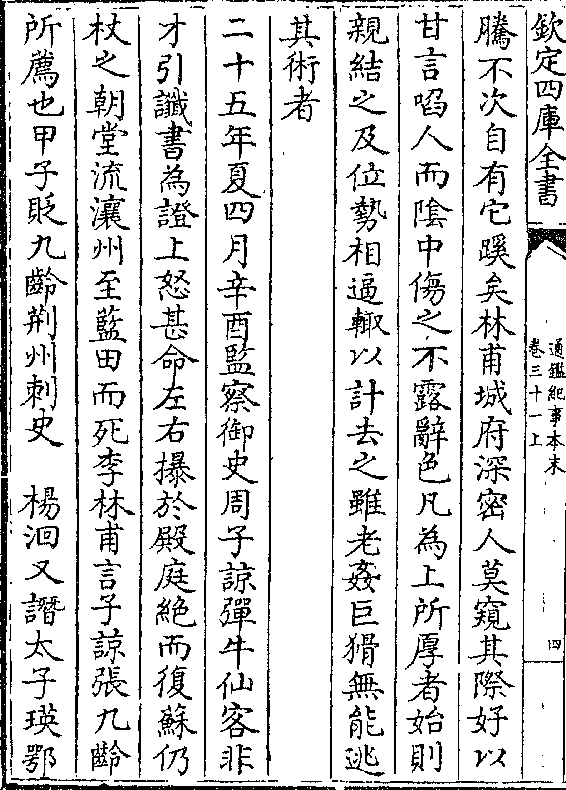 欽定四庫全書
通鑑紀事本末
卷三十一上
四
騰不次自有它蹊矣林甫城府深密人莫窺其際好以
甘言啗人而陰中傷之不露辭色凡為上所厚者始則
親結之及位勢相逼輙以計去之雖老姦巨猾無能逃
其術者
二十五年夏四月辛酉監察御史周子諒彈牛仙客非
才引讖書為證上怒甚命左右㩧於殿庭絶而復蘇仍
杖之朝堂流瀼州至藍田而死李林甫言子諒張九齡
所薦也甲子貶九齡荆州刺史 楊洄又譖太子瑛鄂